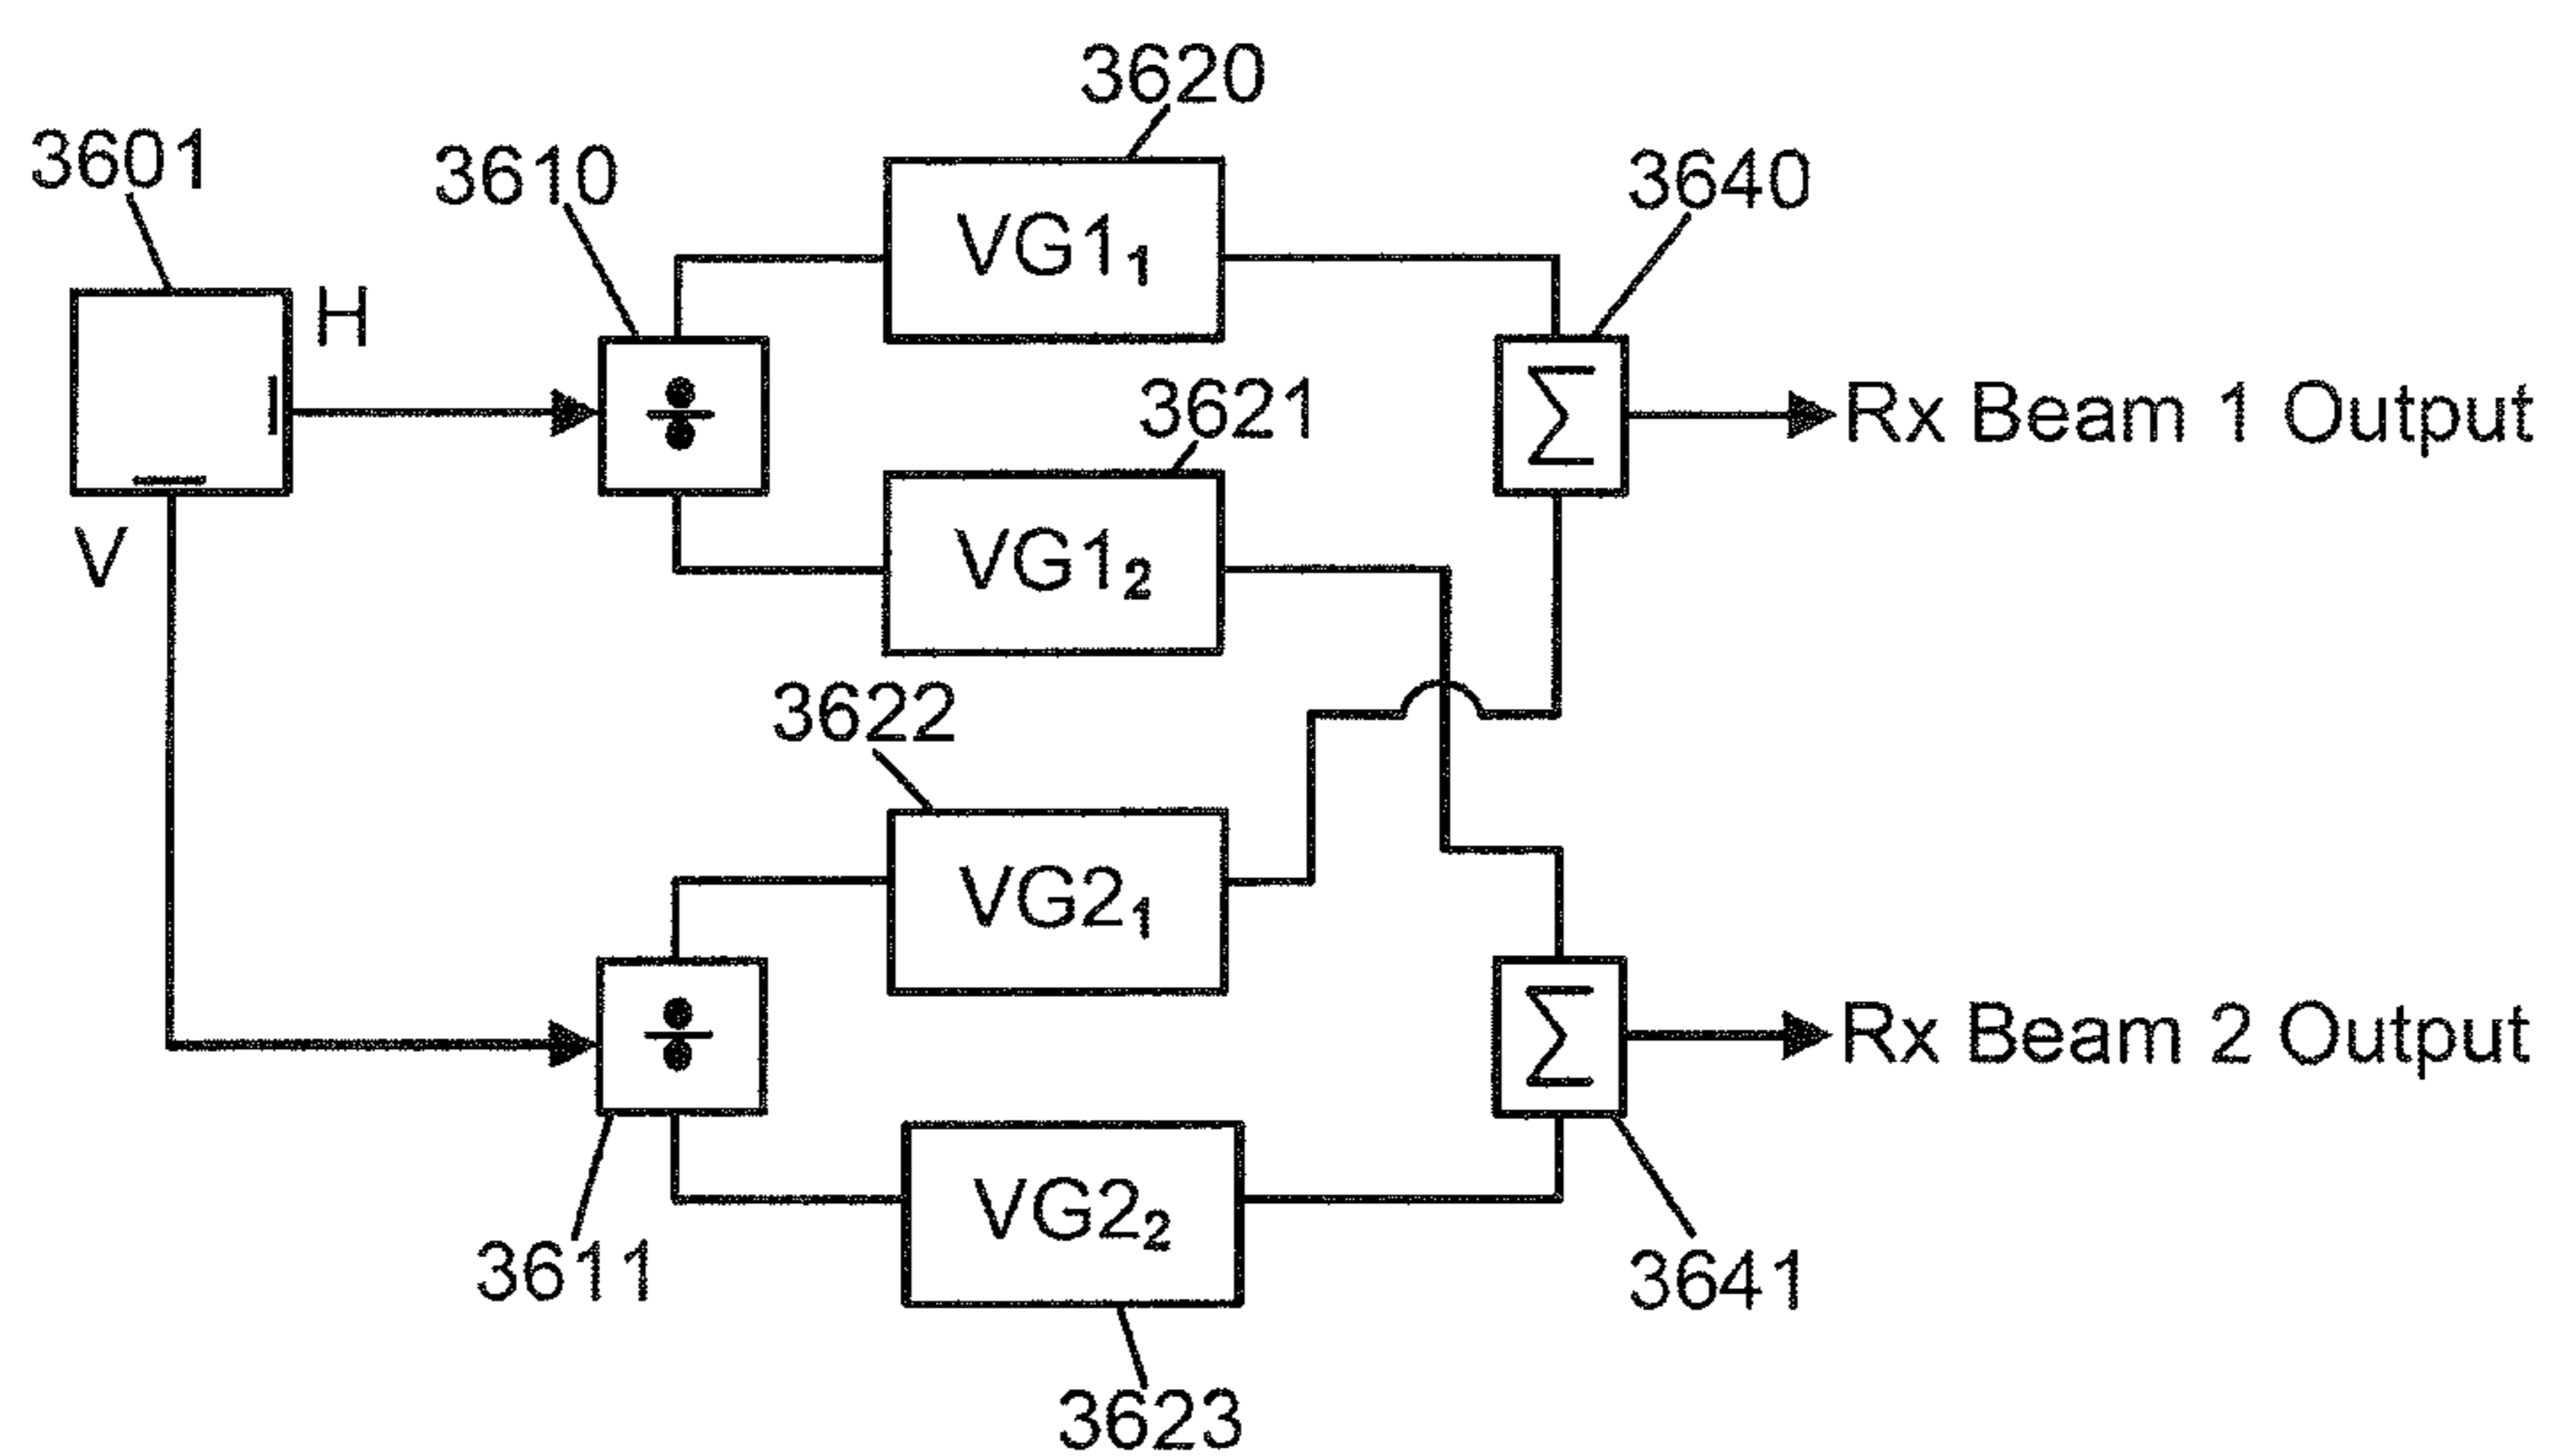 3620
3601
3610
3640
VG1₁
H
÷
∑
Rx Beam 1 Output
3621
VG1₂
V
3622
VG2₁
÷
∑
Rx Beam 2 Output
VG2₂
3611
3641
3623